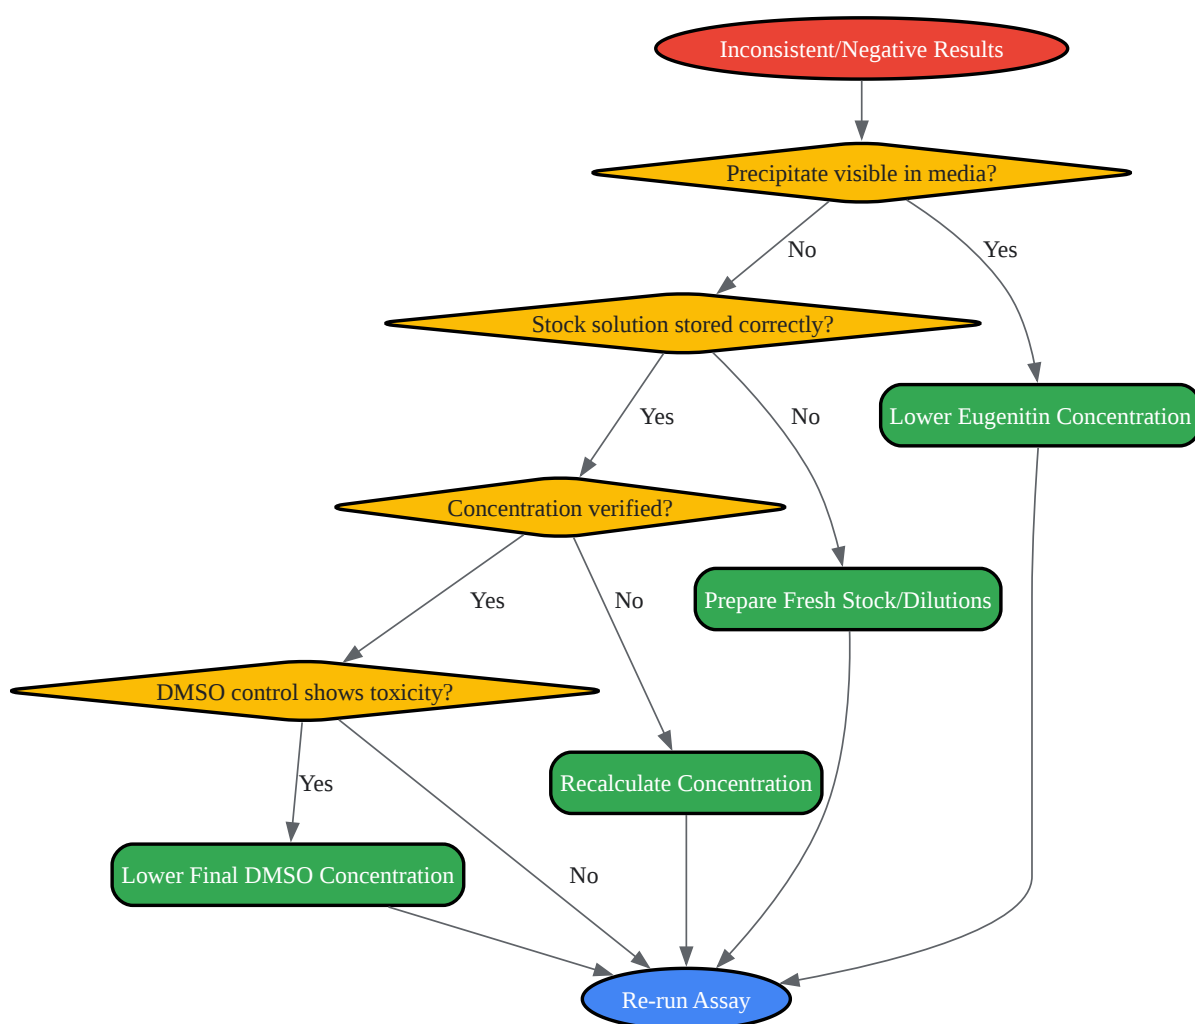 Inconsistent/Negative Results
Precipitate visible in media?
No
Yes
Stock solution stored correctly?
Yes
No
Lower Eugenitin Concentration
Concentration verified?
Yes
No
Prepare Fresh Stock/Dilutions
DMSO control shows toxicity?
Yes
Recalculate Concentration
Lower Final DMSO Concentration
No
Re-run Assay